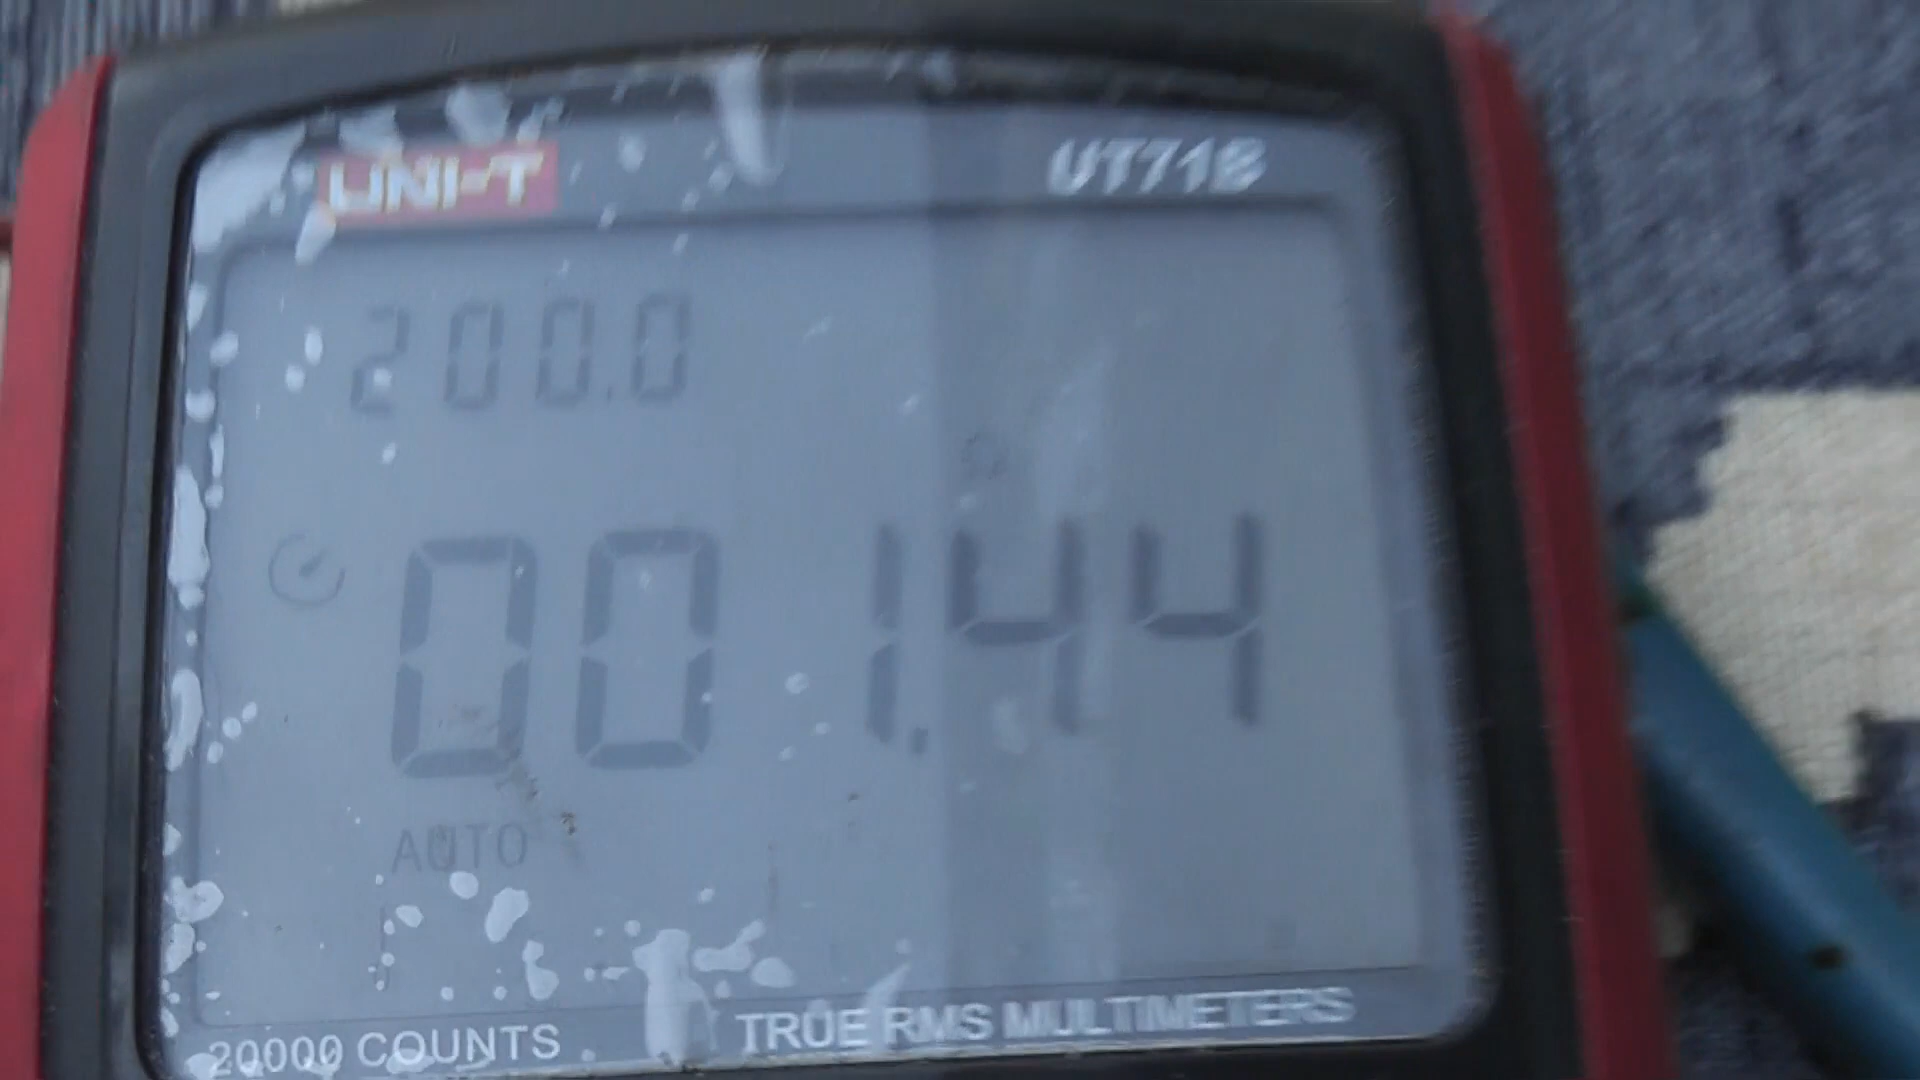 UNI-T UT71B
200.0
Ω
001.44
AUTO
20000 COUNTS TRUE RMS MULTIMETERS